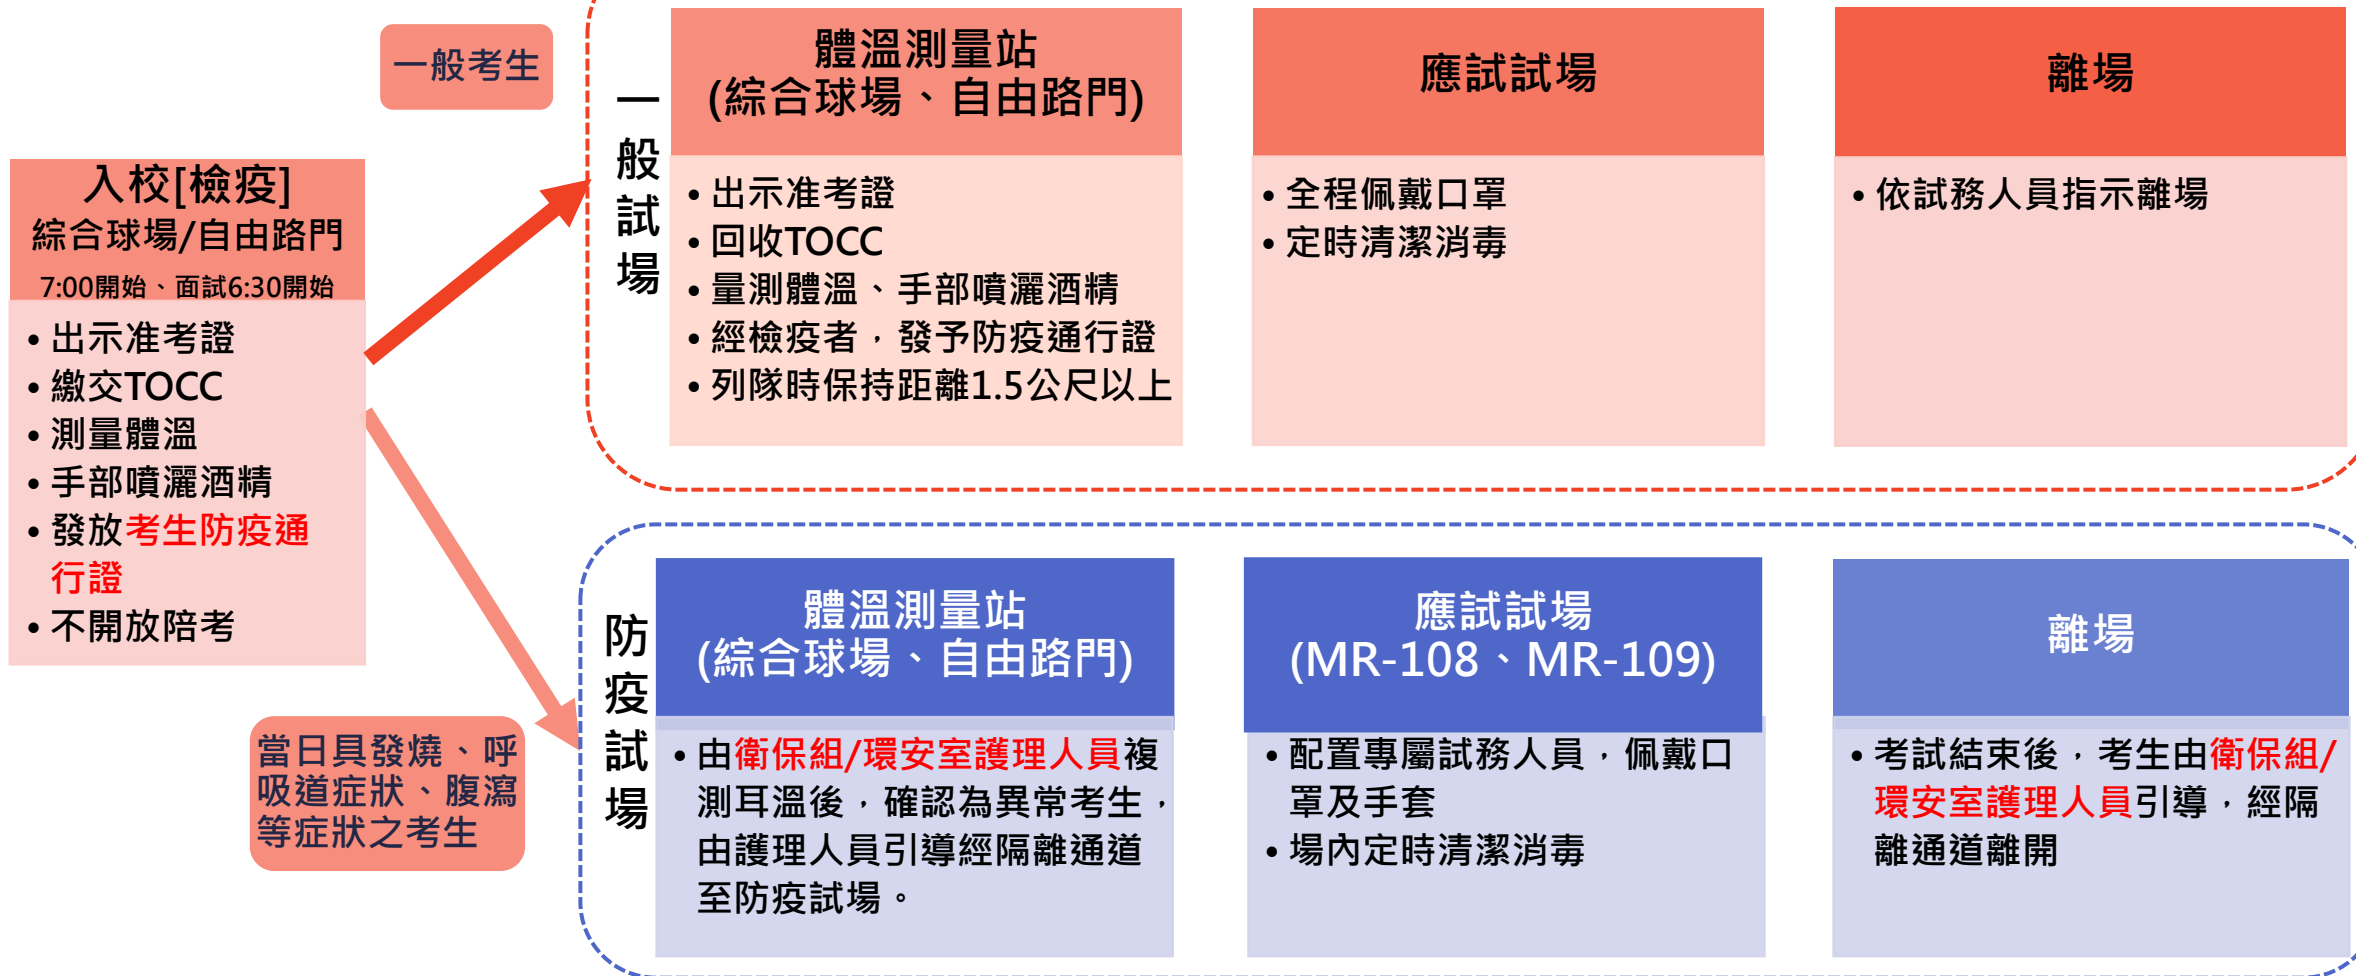 一般考生
入校[檢疫]
綜合球場/自由路門
7:00開始、面試6:30開始
• 出示准考證
• 繳交TOCC
• 測量體溫
• 手部噴灑酒精
• 發放考生防疫通
行證
• 不開放陪考
一般試場
體溫測量站
(綜合球場、自由路門)
• 出示准考證
• 回收TOCC
• 量測體溫、手部噴灑酒精
• 經檢疫者，發予防疫通行證
• 列隊時保持距離1.5公尺以上
應試試場
• 全程佩戴口罩
• 定時清潔消毒
離場
• 依試務人員指示離場
當日具發燒、呼
吸道症狀、腹瀉
等症狀之考生
防疫試場
體溫測量站
(綜合球場、自由路門)
• 由衛保組/環安室護理人員複
測耳溫後，確認為異常考生，
由護理人員引導經隔離通道
至防疫試場。
應試試場
(MR-108、MR-109)
• 配置專屬試務人員，佩戴口
罩及手套
• 場內定時清潔消毒
離場
• 考試結束後，考生由衛保組/
環安室護理人員引導，經隔
離通道離開